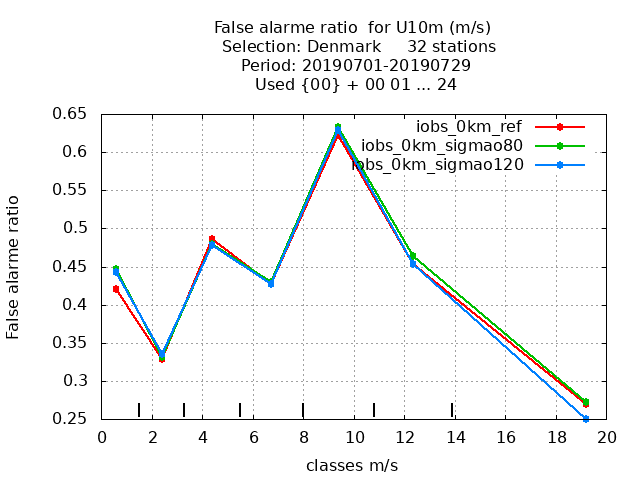 False alarme ratio  for U10m (m/s)
Selection: Denmark     32 stations
Period: 20190701-20190729
Used {00} + 00 01 ... 24
iobs_0km_ref
iobs_0km_sigmao80
iobs_0km_sigmao120
False alarme ratio
0.65
0.6
0.55
0.5
0.45
0.4
0.35
0.3
0.25
0 2 4 6 8 10 12 14 16 18 20
classes m/s